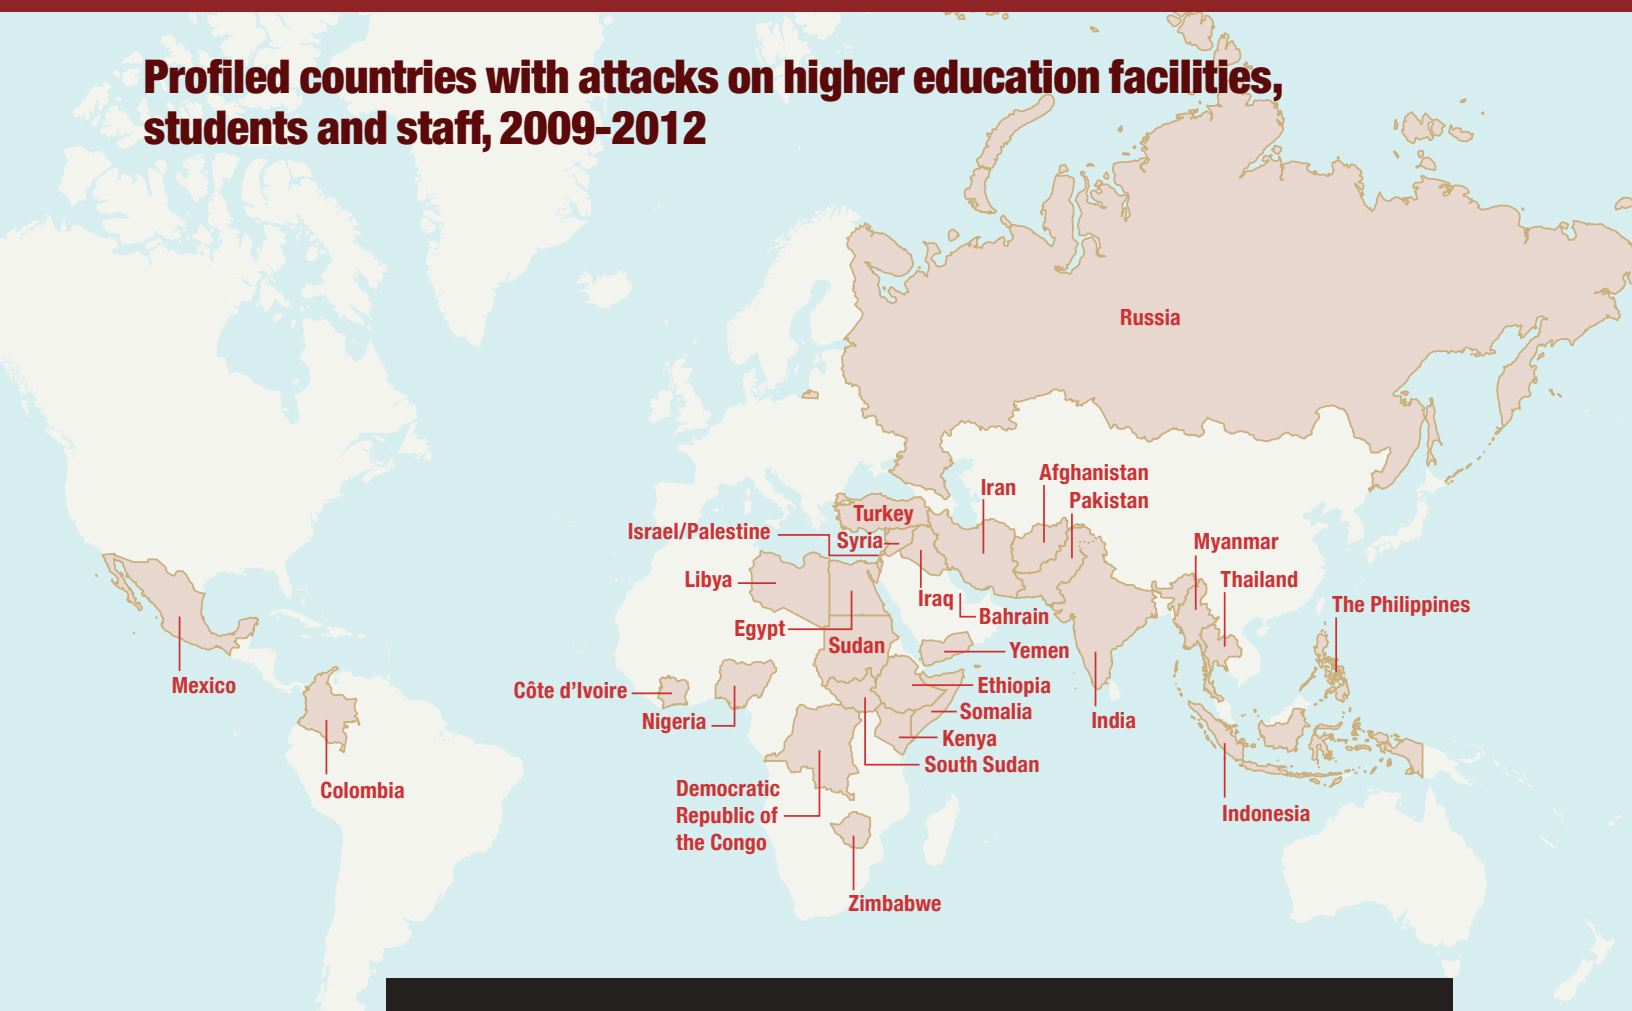 Profiled countries with attacks on higher education facilities,
students and staff, 2009-2012
Russia
Afghanistan
Iran
Pakistan
Turkey
Israel/Palestine
Syria
Myanmar
Libya
Thailand
Iraq
The Philippines
Bahrain
Egypt
Sudan
Yemen
Mexico
Côte d'Ivoire
Ethiopia
Somalia
Nigeria
India
Kenya
South Sudan
Colombia
Democratic
Republic of
the Congo
Indonesia
Zimbabwe